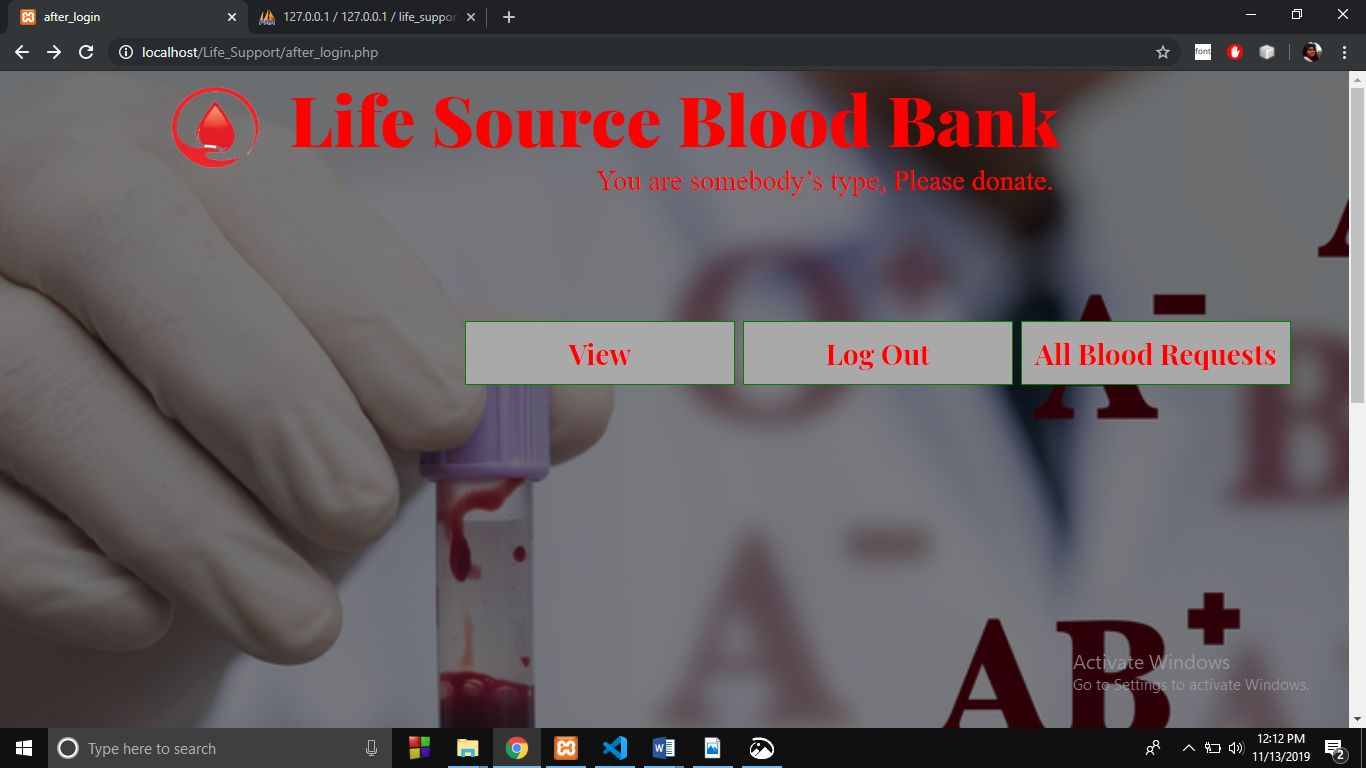 after_login
127.0.0.1 / 127.0.0.1 / life_suppor
localhost/Life_Support/after_login.php
font
Life Source Blood Bank
You are somebody’s type, Please donate.
View
Log Out
All Blood Requests
O+
A-
B
A-
AB+
A
Activate Windows
Go to Settings to activate Windows.
Type here to search
12:12 PM
11/13/2019
2